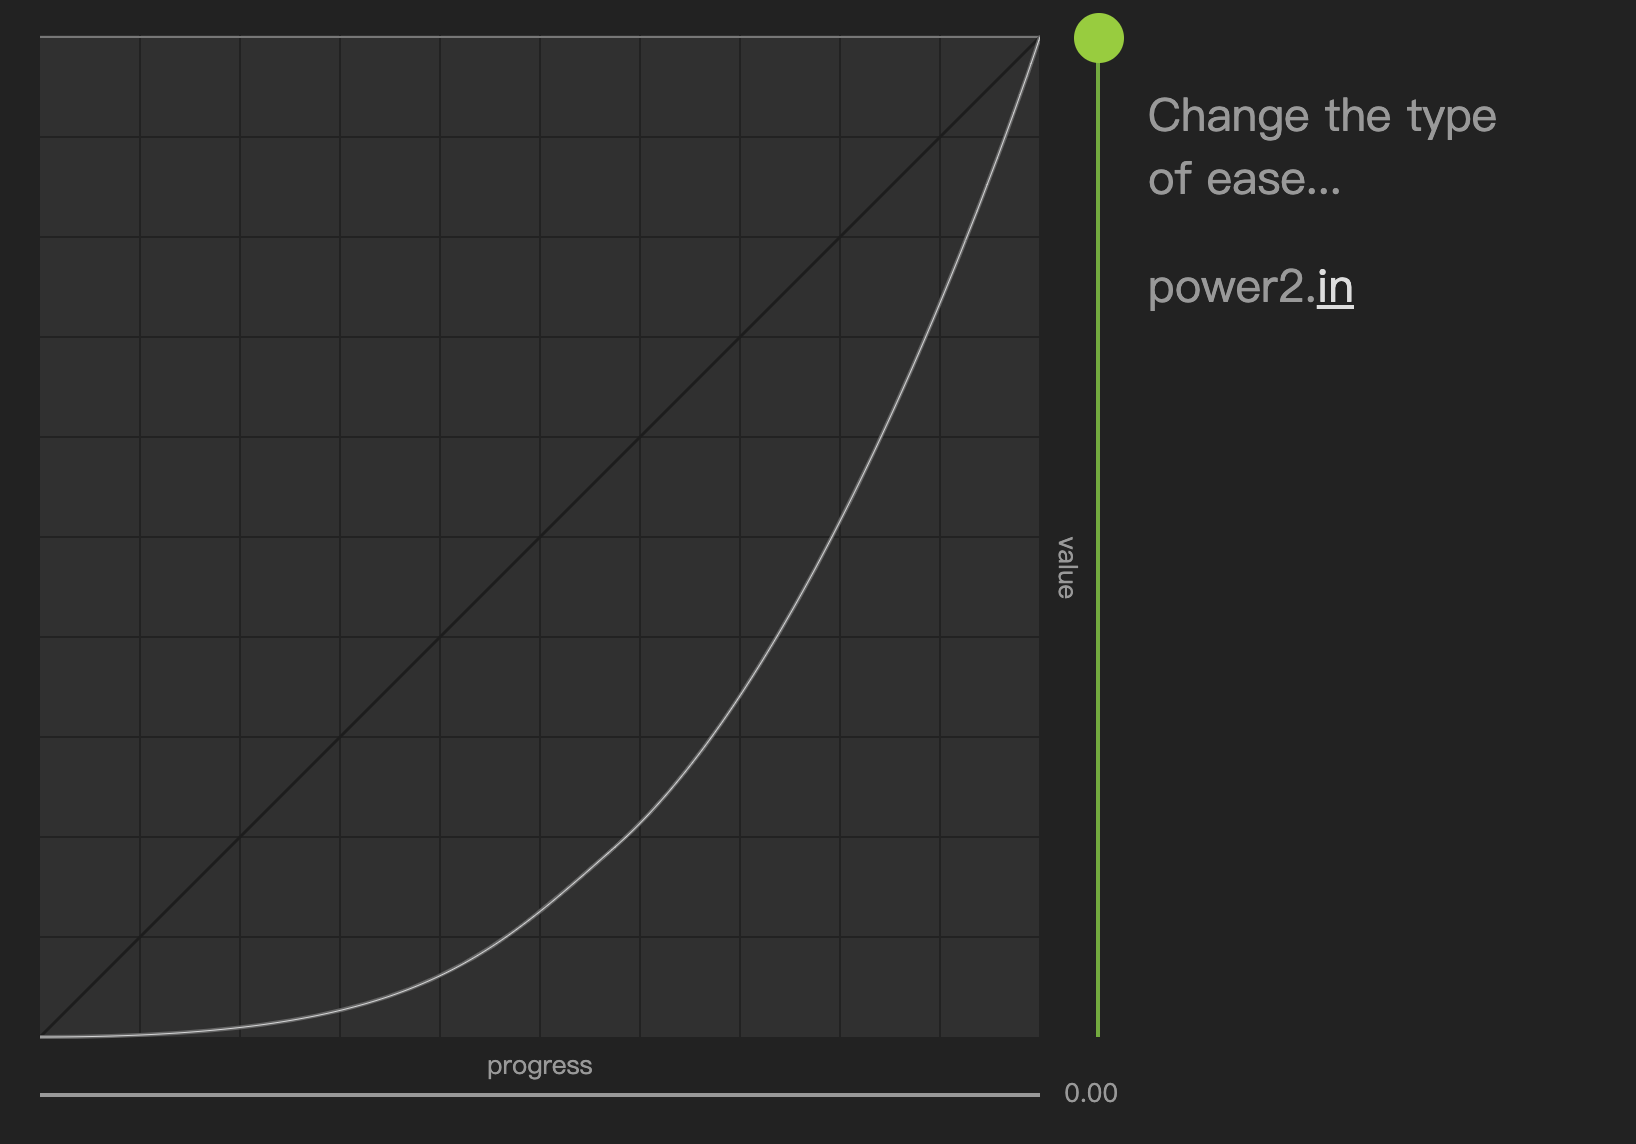 Change the type
of ease...
power2.in
value
progress
0.00